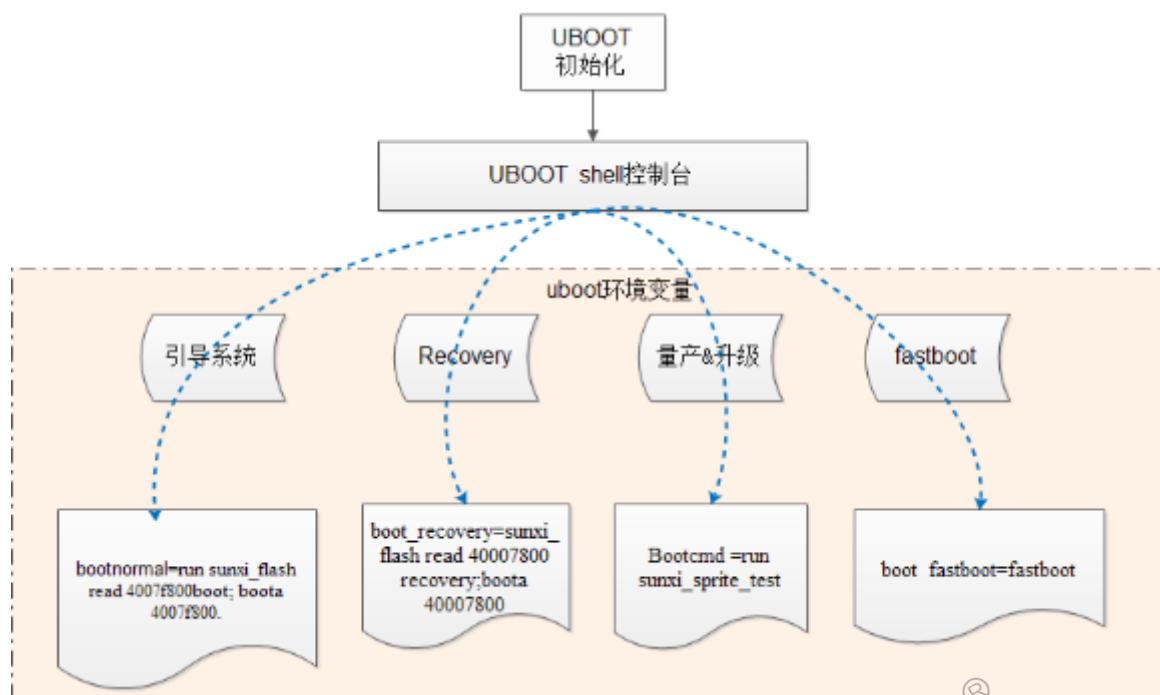 UBOOT
初始化
UBOOT shell控制台
uboot环境变量
引导系统
Recovery
量产&升级
fastboot
bootnormal=run sunxi_flash
read 4007f800boot; boota
4007f800.
boot_recovery=sunxi_
flash read 40007800
recovery;boota
40007800
Bootcmd =run
sunxi_sprite_test
boot fastboot=fastboot
R